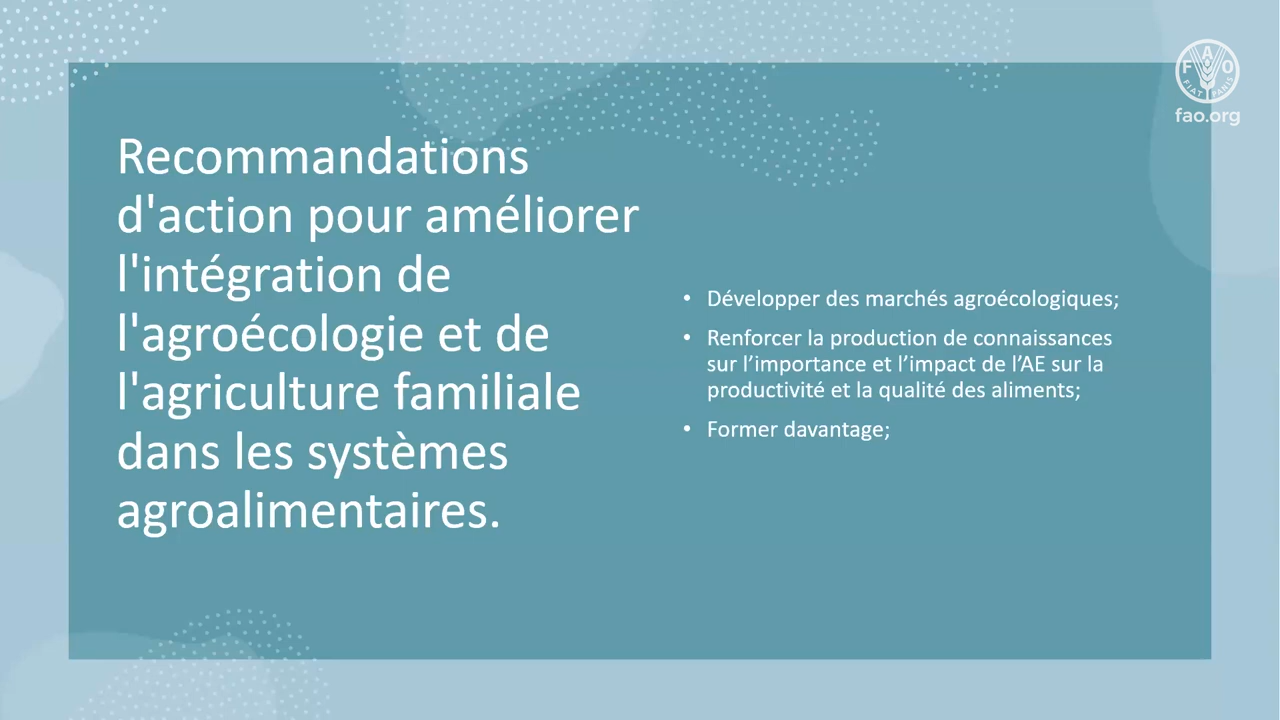 Recommandations
d'action pour améliorer
l'intégration de
l'agroécologie et de
l'agriculture familiale
dans les systèmes
agroalimentaires.
• Développer des marchés agroécologiques;
• Renforcer la production de connaissances
sur l’importance et l’impact de l’AE sur la
productivité et la qualité des aliments;
• Former davantage;
F A O
FIAT PANIS
fao.org